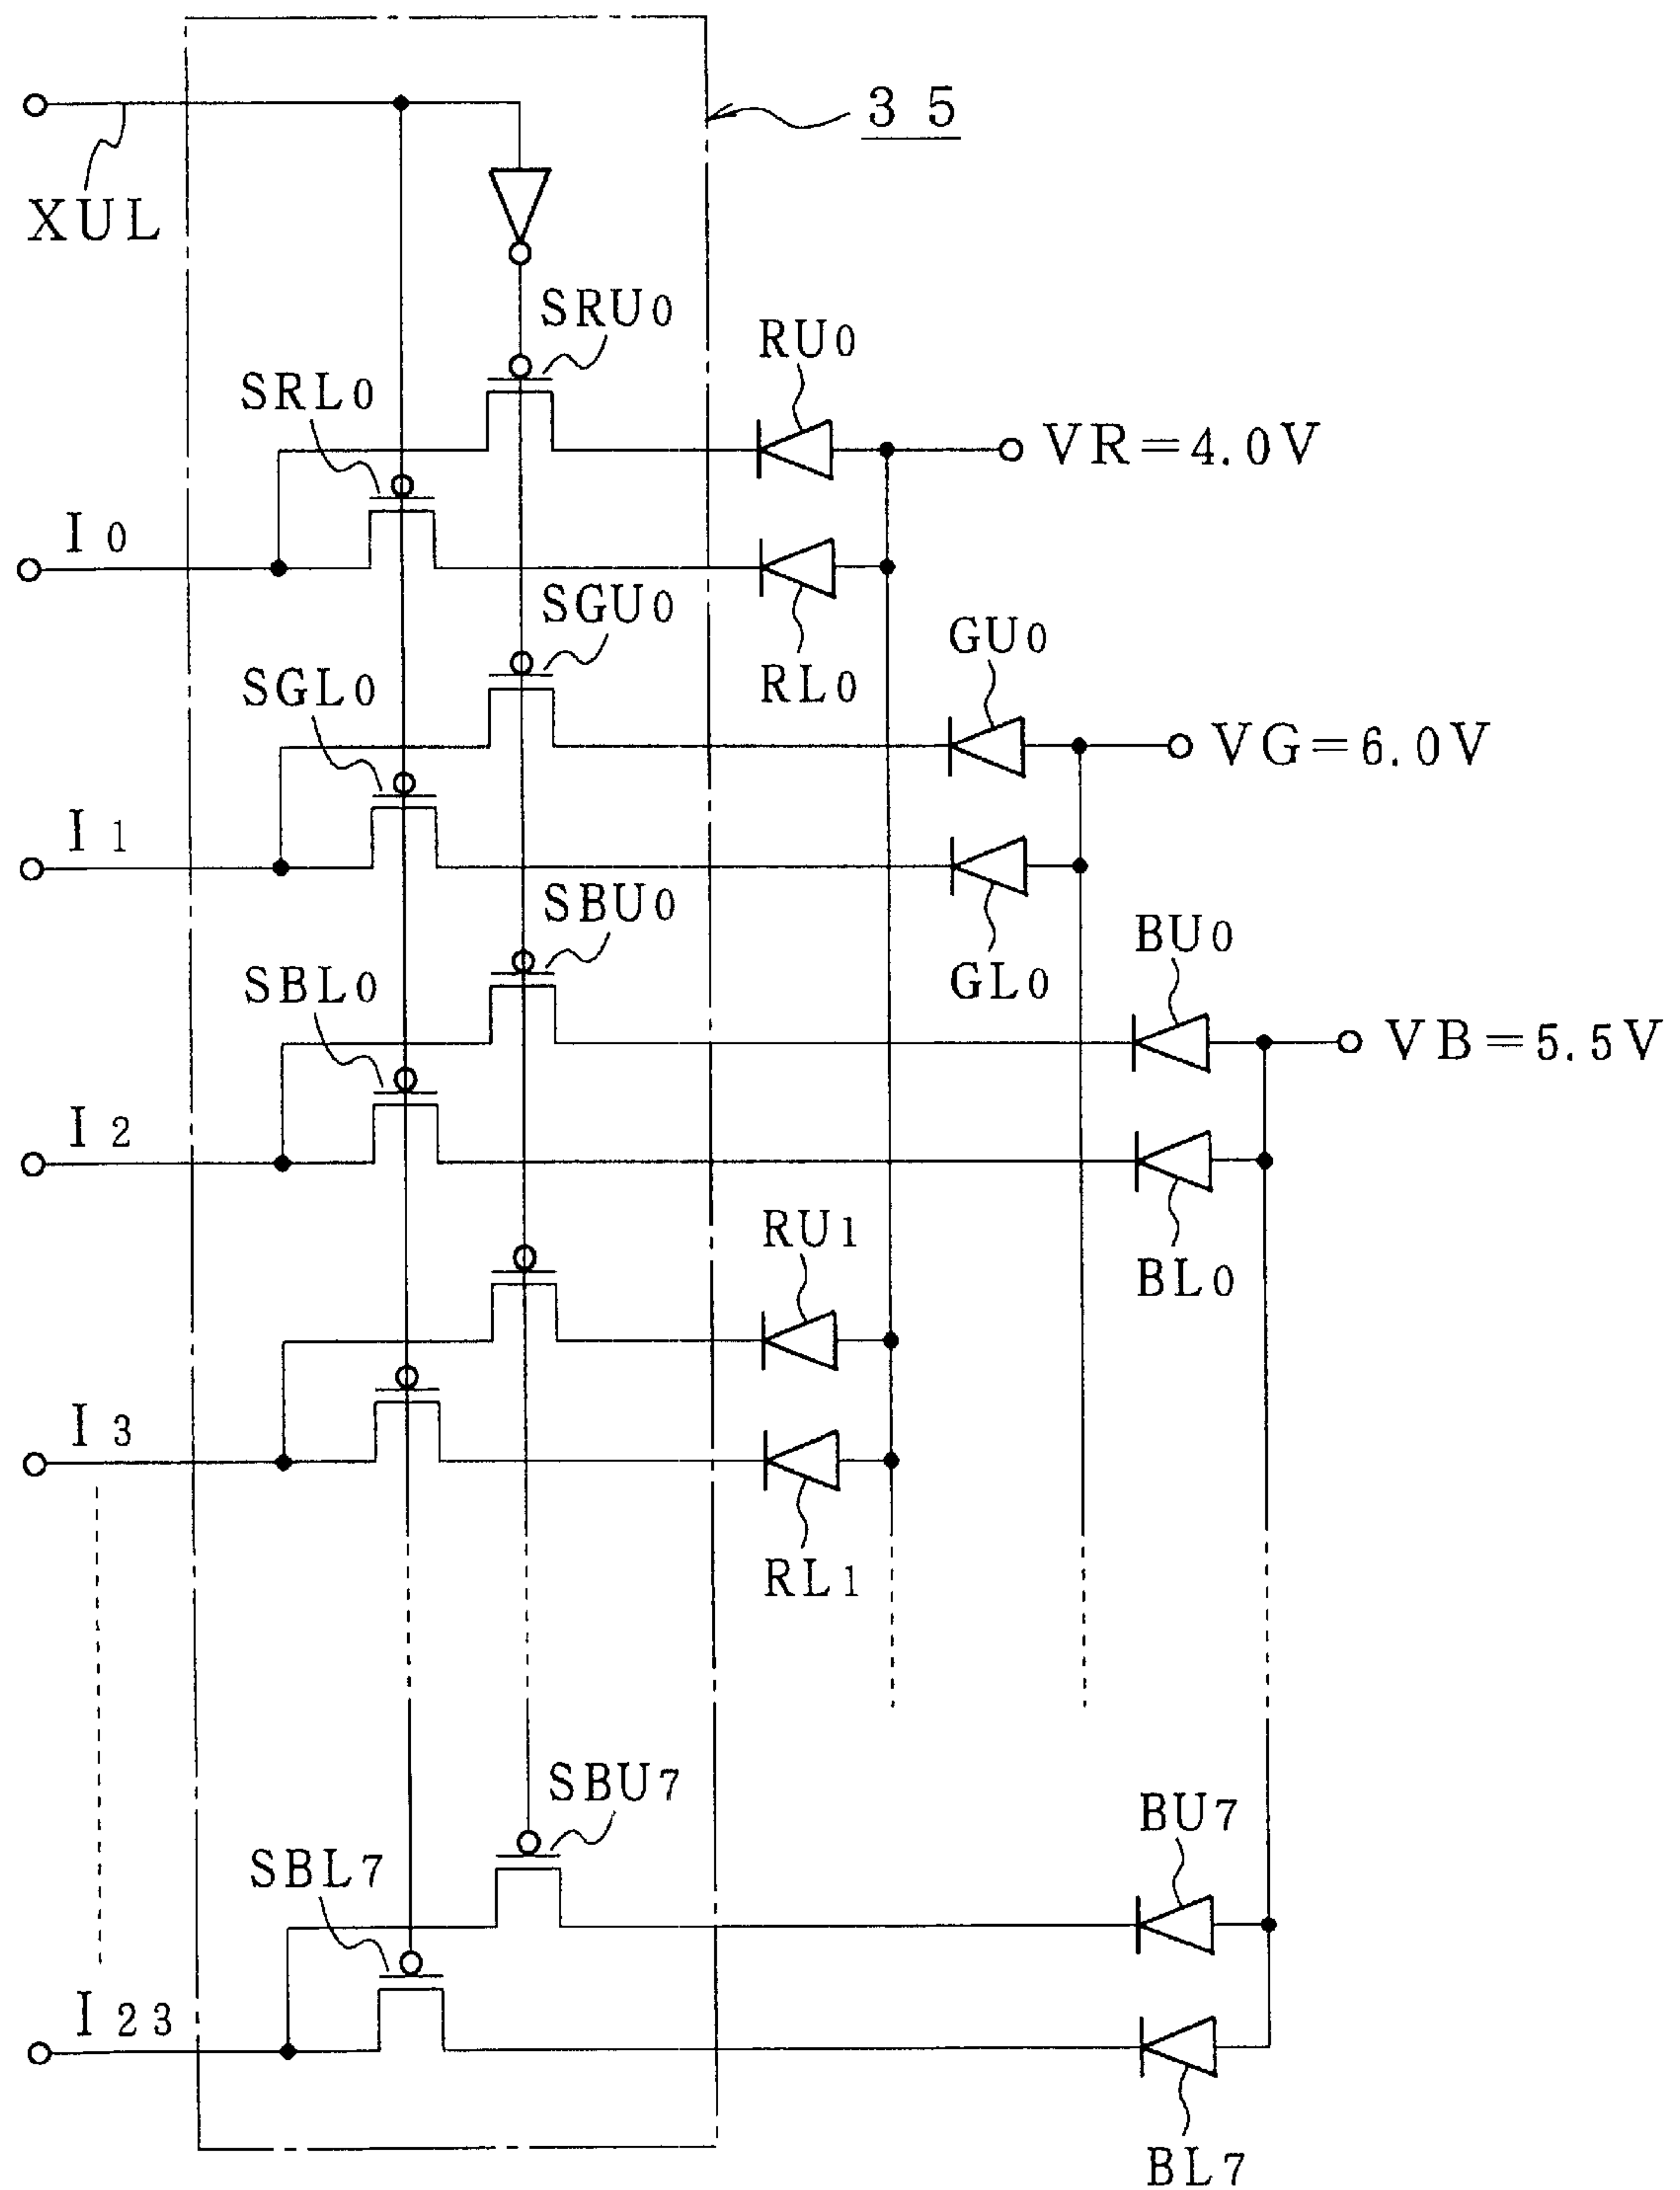 35
XUL
SRU0
RU0
SRL0
VR=4.0V
I0
SGU0
GU0
RL0
SGL0
VG=6.0V
I1
SBU0
BU0
GL0
SBL0
VB=5.5V
I2
RU1
BL0
I3
RL1
SBU7
BU7
SBL7
I23
BL7